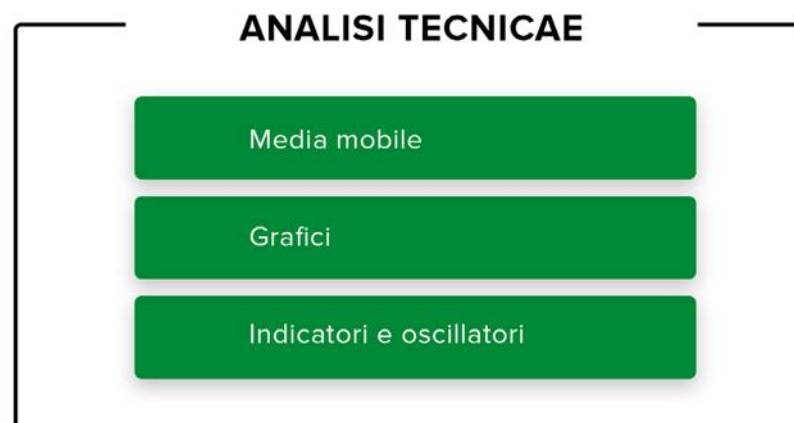 ANALISI TECNICAE
Media mobile
Grafici
Indicatori e oscillatori